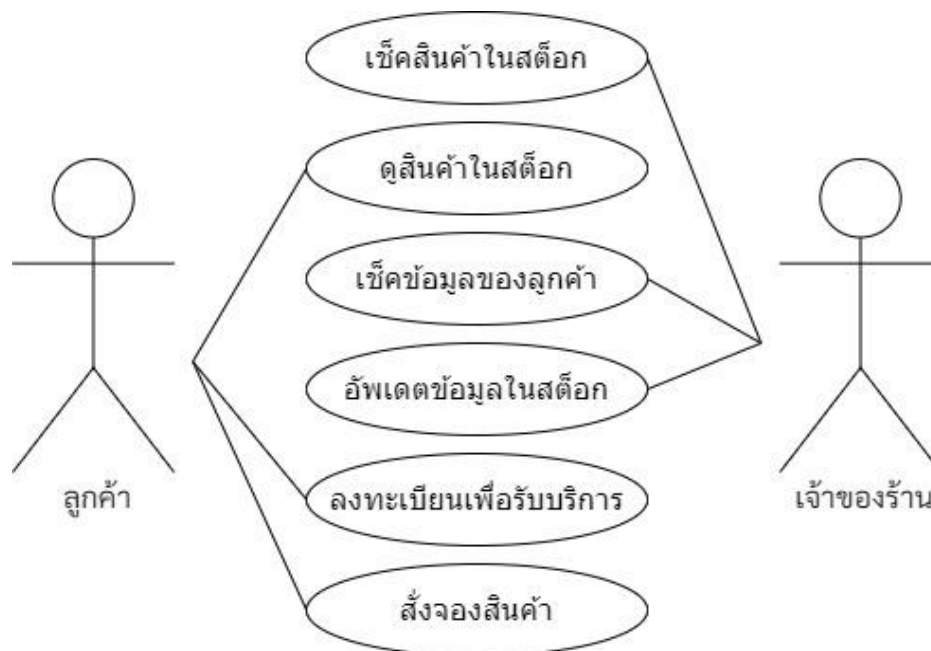 เช็คสินค้าในสต็อก
ดูสินค้าในสต็อก
เช็คข้อมูลของลูกค้า
อัพเดตข้อมูลในสต็อก
ลูกค้า
ลงทะเบียนเพื่อรับบริการ
เจ้าของร้าน
สั่งจองสินค้า